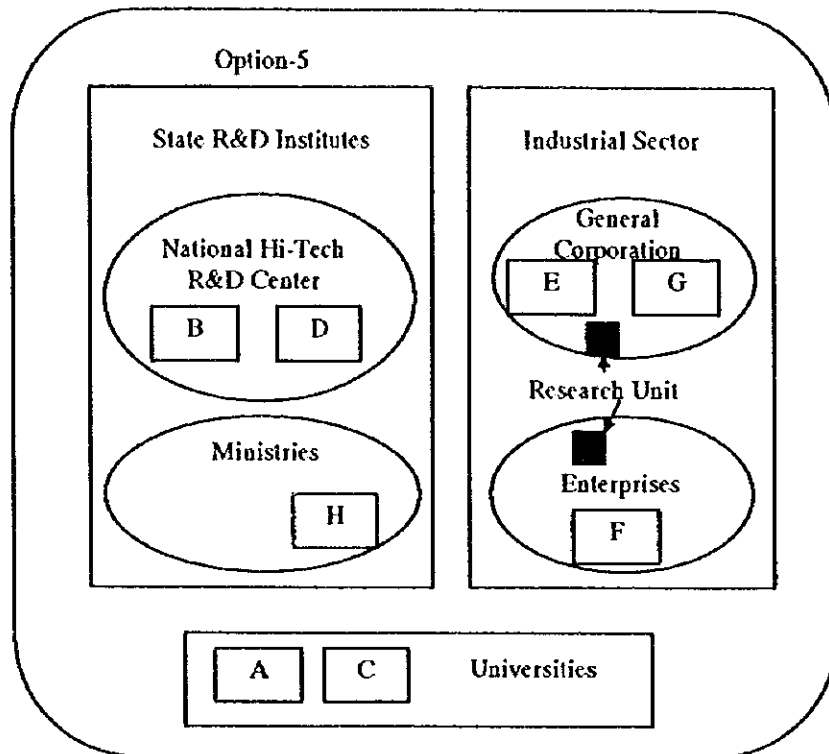 Option-5
State R&D Institutes
National Hi-Tech
R&D Center
B
D
Ministries
H
Industrial Sector
General
Corporation
E
G
Research Unit
Enterprises
F
A
C
Universities